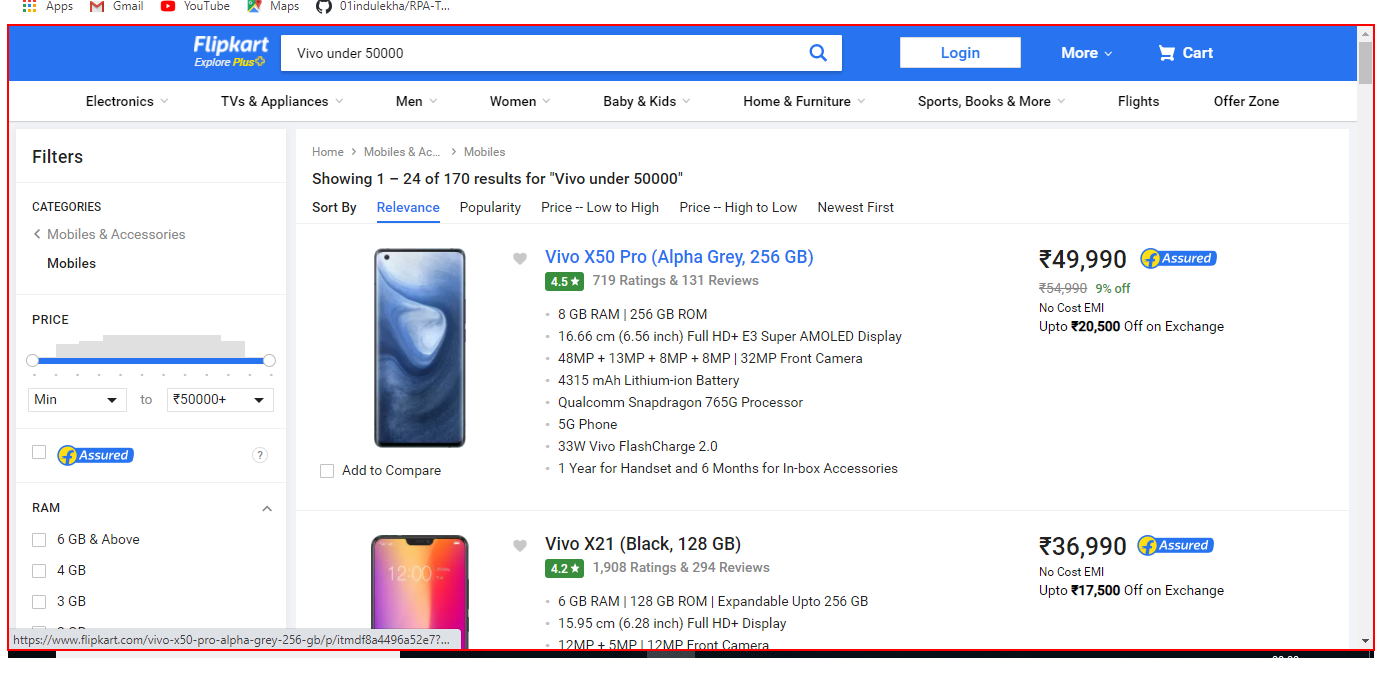 Apps Gmail YouTube Maps 01indulekha/RPA-T...
Flipkart
Explore Plus
Vivo under 50000
Login
More
Cart
Electronics TVs & Appliances Men Women Baby & Kids Home & Furniture Sports, Books & More Flights Offer Zone
Filters
CATEGORIES
Mobiles & Accessories
Mobiles
PRICE
Min to ₹50000+
f Assured ?
RAM
6 GB & Above
4 GB
3 GB
Home > Mobiles & Ac... > Mobiles
Showing 1 – 24 of 170 results for "Vivo under 50000"
Sort By Relevance Popularity Price -- Low to High Price -- High to Low Newest First
Vivo X50 Pro (Alpha Grey, 256 GB)
4.5★ 719 Ratings & 131 Reviews
8 GB RAM | 256 GB ROM
16.66 cm (6.56 inch) Full HD+ E3 Super AMOLED Display
48MP + 13MP + 8MP + 8MP | 32MP Front Camera
4315 mAh Lithium-ion Battery
Qualcomm Snapdragon 765G Processor
5G Phone
33W Vivo FlashCharge 2.0
1 Year for Handset and 6 Months for In-box Accessories
Add to Compare
₹49,990 f Assured
₹54,990 9% off
No Cost EMI
Upto ₹20,500 Off on Exchange
12:00
Vivo X21 (Black, 128 GB)
4.2★ 1,908 Ratings & 294 Reviews
6 GB RAM | 128 GB ROM | Expandable Upto 256 GB
15.95 cm (6.28 inch) Full HD+ Display
12MP + 5MP | 12MP Front Camera
₹36,990 f Assured
No Cost EMI
Upto ₹17,500 Off on Exchange
https://www.flipkart.com/vivo-x50-pro-alpha-grey-256-gb/p/itmdf8a4496a52e7?...